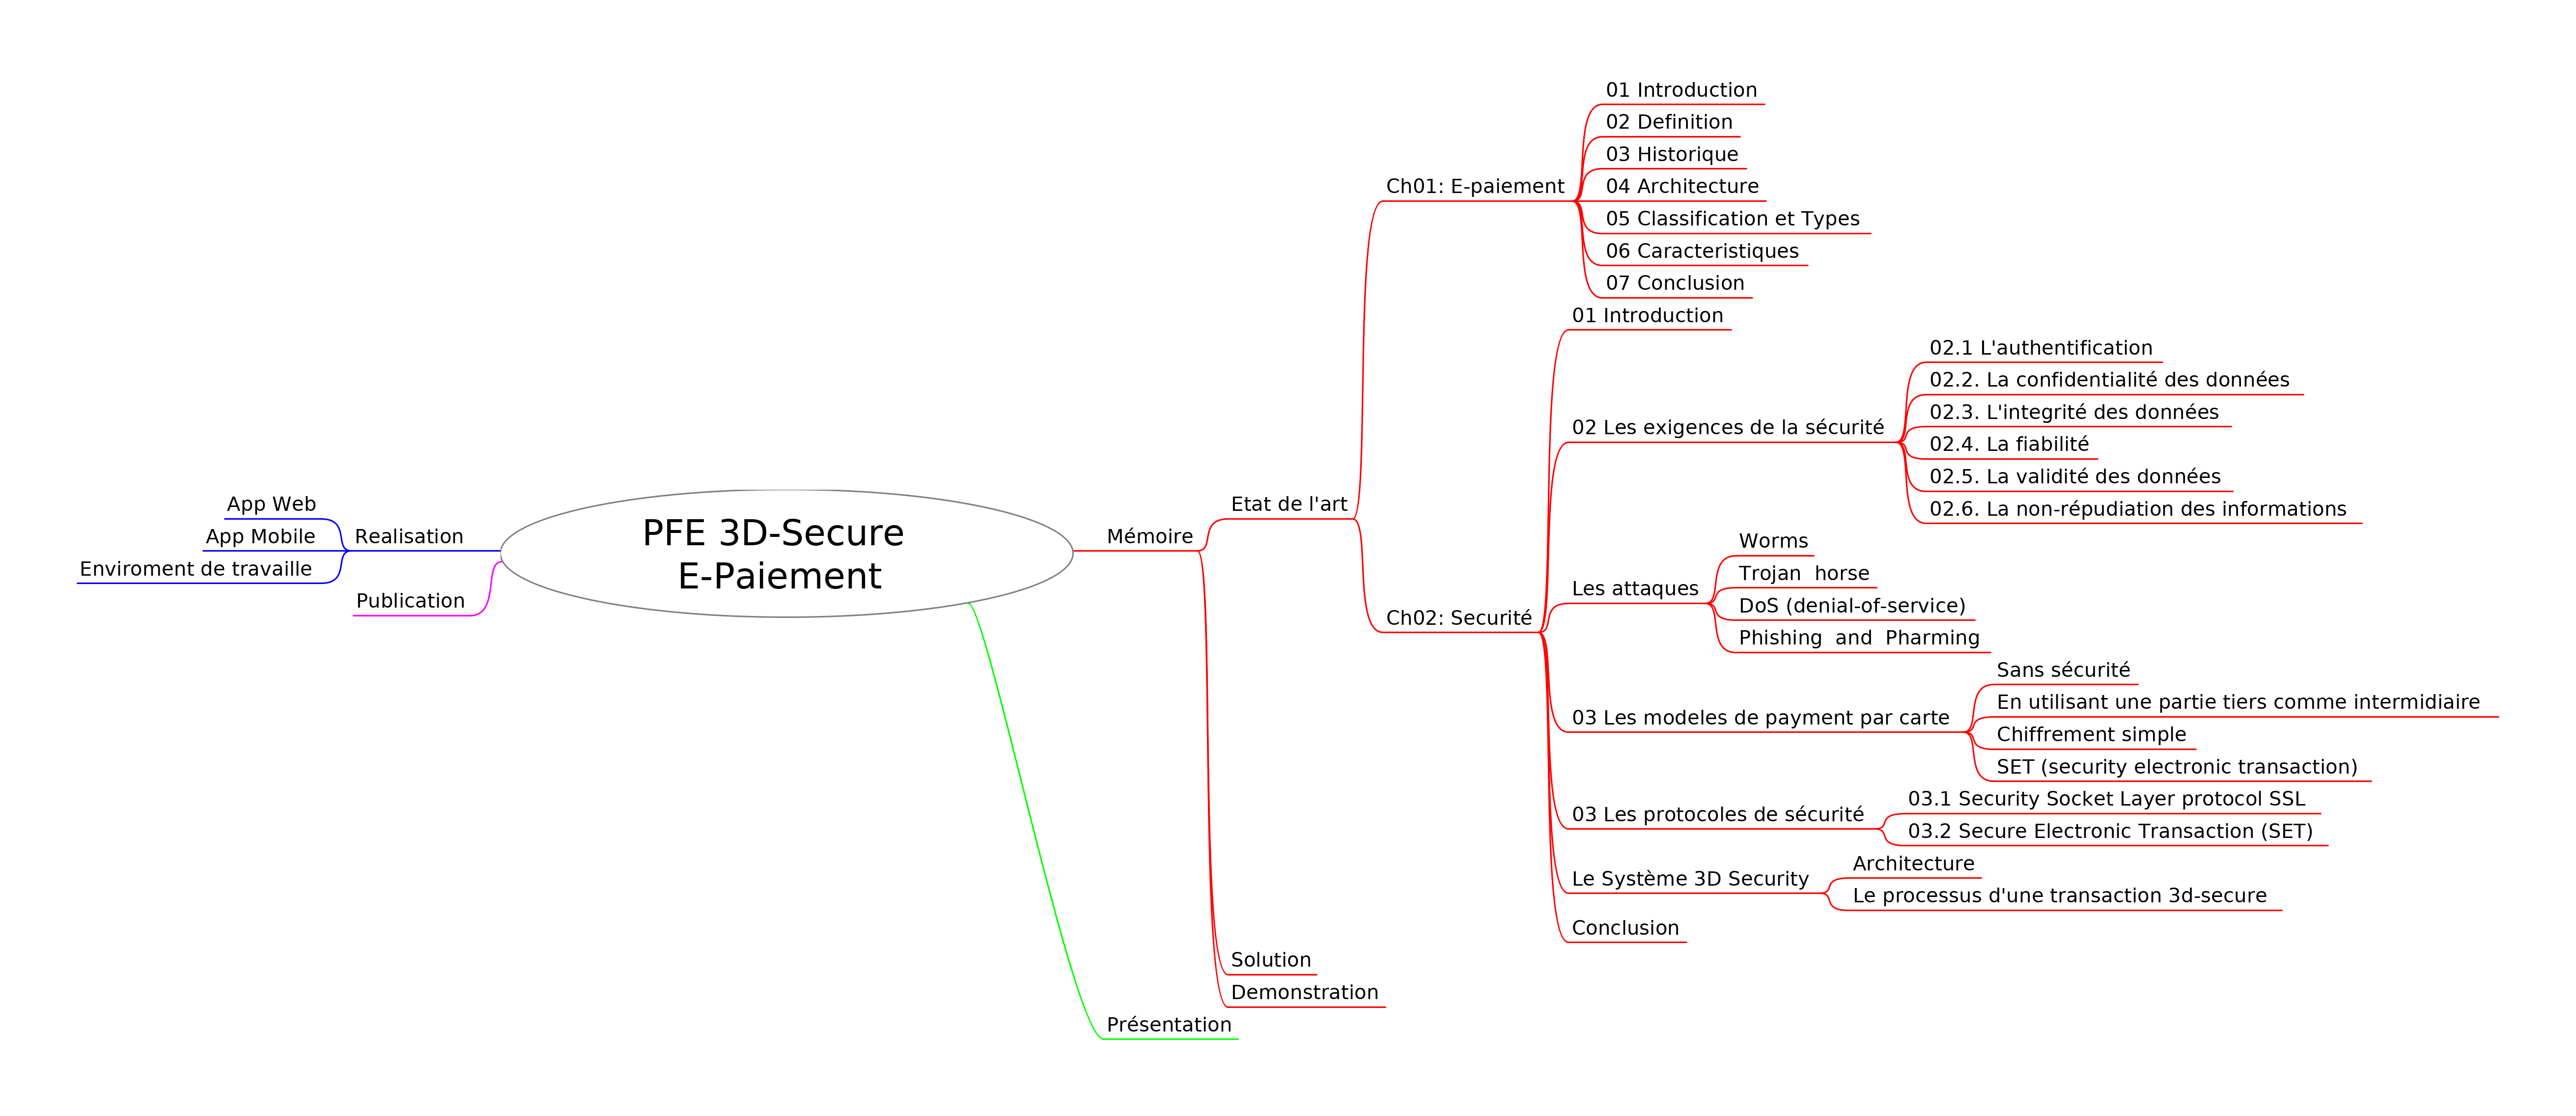 PFE 3D-Secure
E-Paiement
Mémoire
Etat de l'art
Ch01: E-paiement
01 Introduction
02 Definition
03 Historique
04 Architecture
05 Classification et Types
06 Caracteristiques
07 Conclusion
Ch02: Securité
01 Introduction
02 Les exigences de la sécurité
02.1 L'authentification
02.2. La confidentialité des données
02.3. L'integrité des données
02.4. La fiabilité
02.5. La validité des données
02.6. La non-répudiation des informations
Les attaques
Worms
Trojan  horse
DoS (denial-of-service)
Phishing  and  Pharming
03 Les modeles de payment par carte
Sans sécurité
En utilisant une partie tiers comme intermidiaire
Chiffrement simple
SET (security electronic transaction)
03 Les protocoles de sécurité
03.1 Security Socket Layer protocol SSL
03.2 Secure Electronic Transaction (SET)
Le Système 3D Security
Architecture
Le processus d'une transaction 3d-secure
Conclusion
Solution
Demonstration
Présentation
Realisation
App Web
App Mobile
Enviroment de travaille
Publication